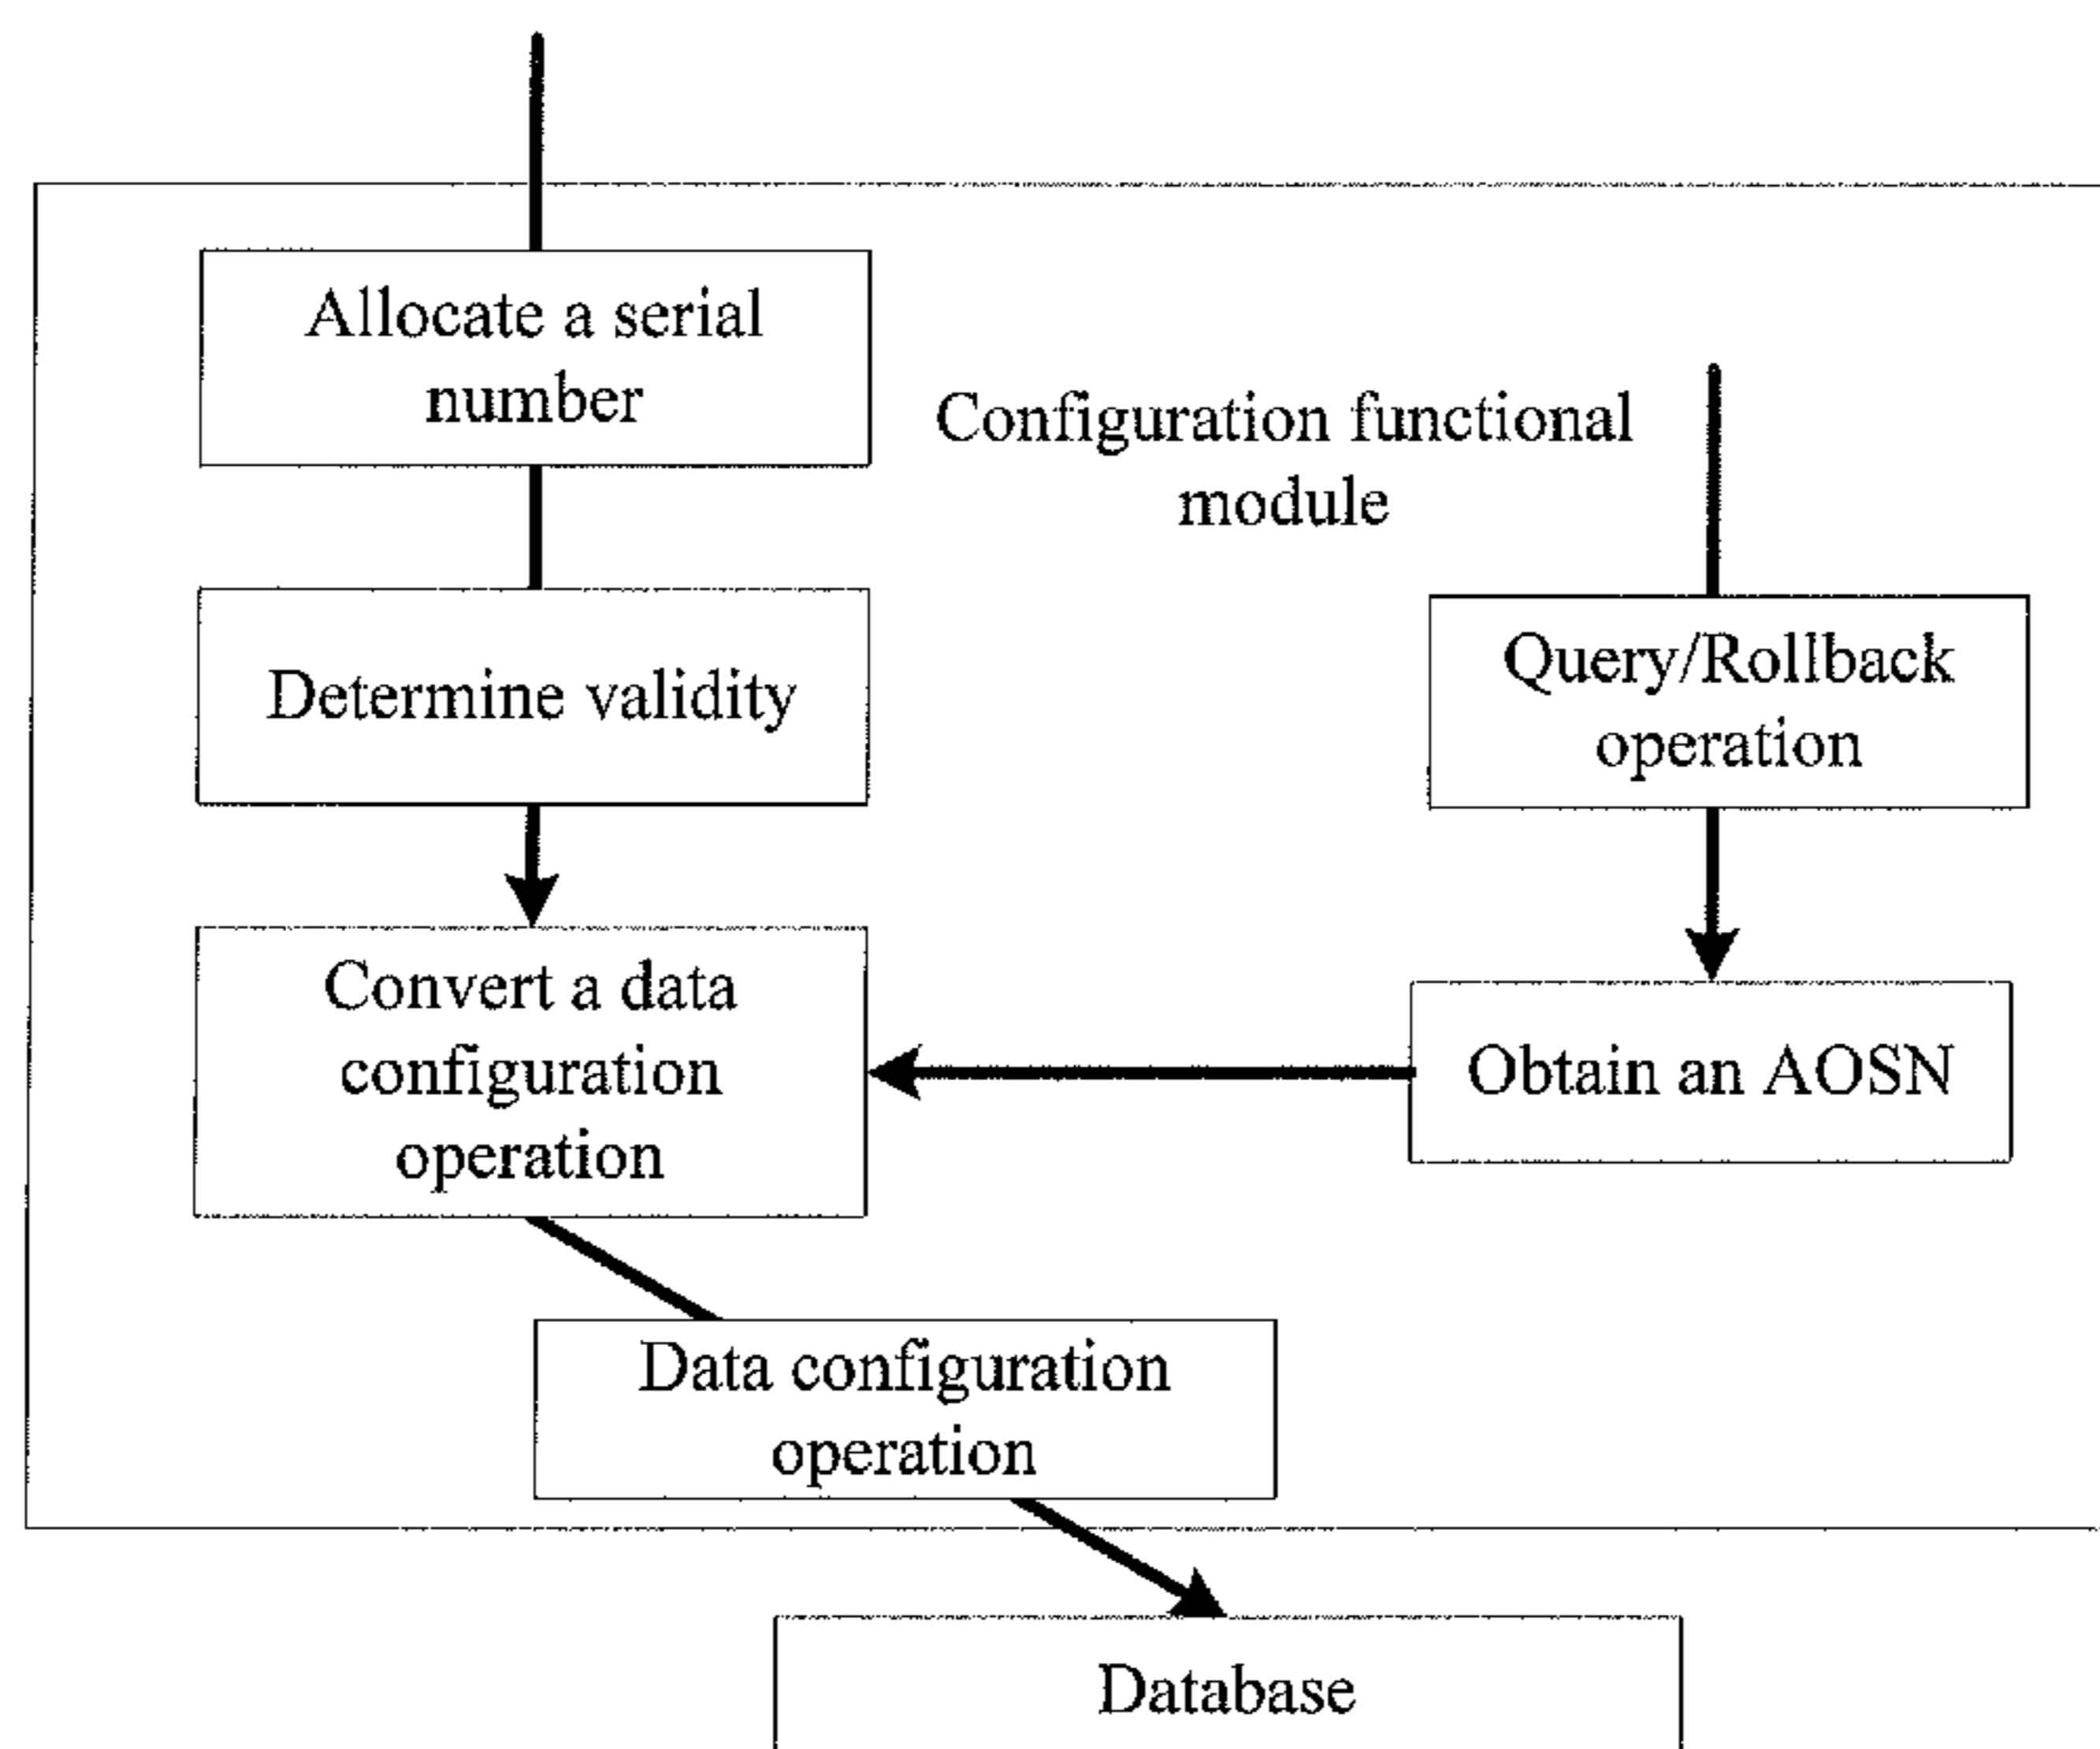 Allocate a serial
number
Configuration functional
module
Determine validity
Query/Rollback
operation
Convert a data
configuration
operation
Obtain an AOSN
Data configuration
operation
Database